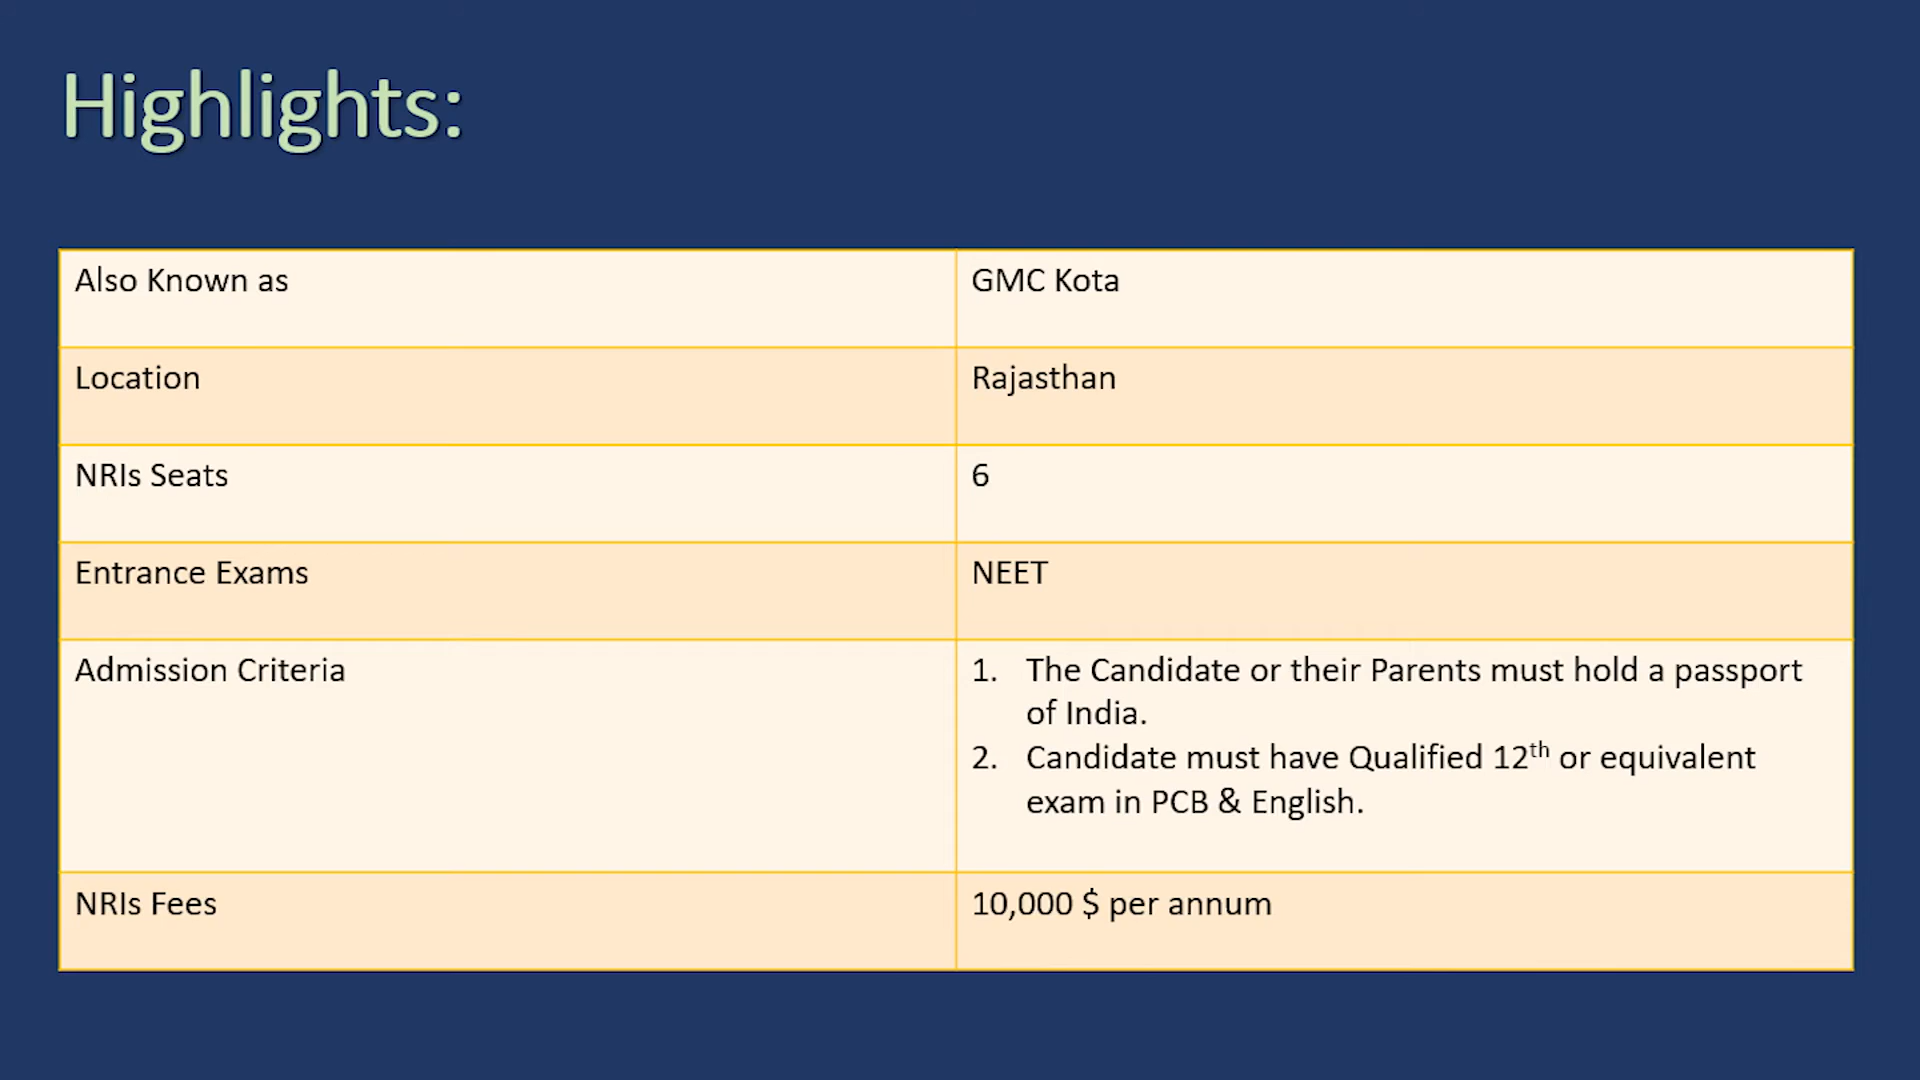 Highlights:
Also Known as
GMC Kota
Location
Rajasthan
NRIs Seats
6
Entrance Exams
NEET
Admission Criteria
1. The Candidate or their Parents must hold a passport
of India.
2. Candidate must have Qualified 12th or equivalent
exam in PCB & English.
NRIs Fees
10,000 $ per annum